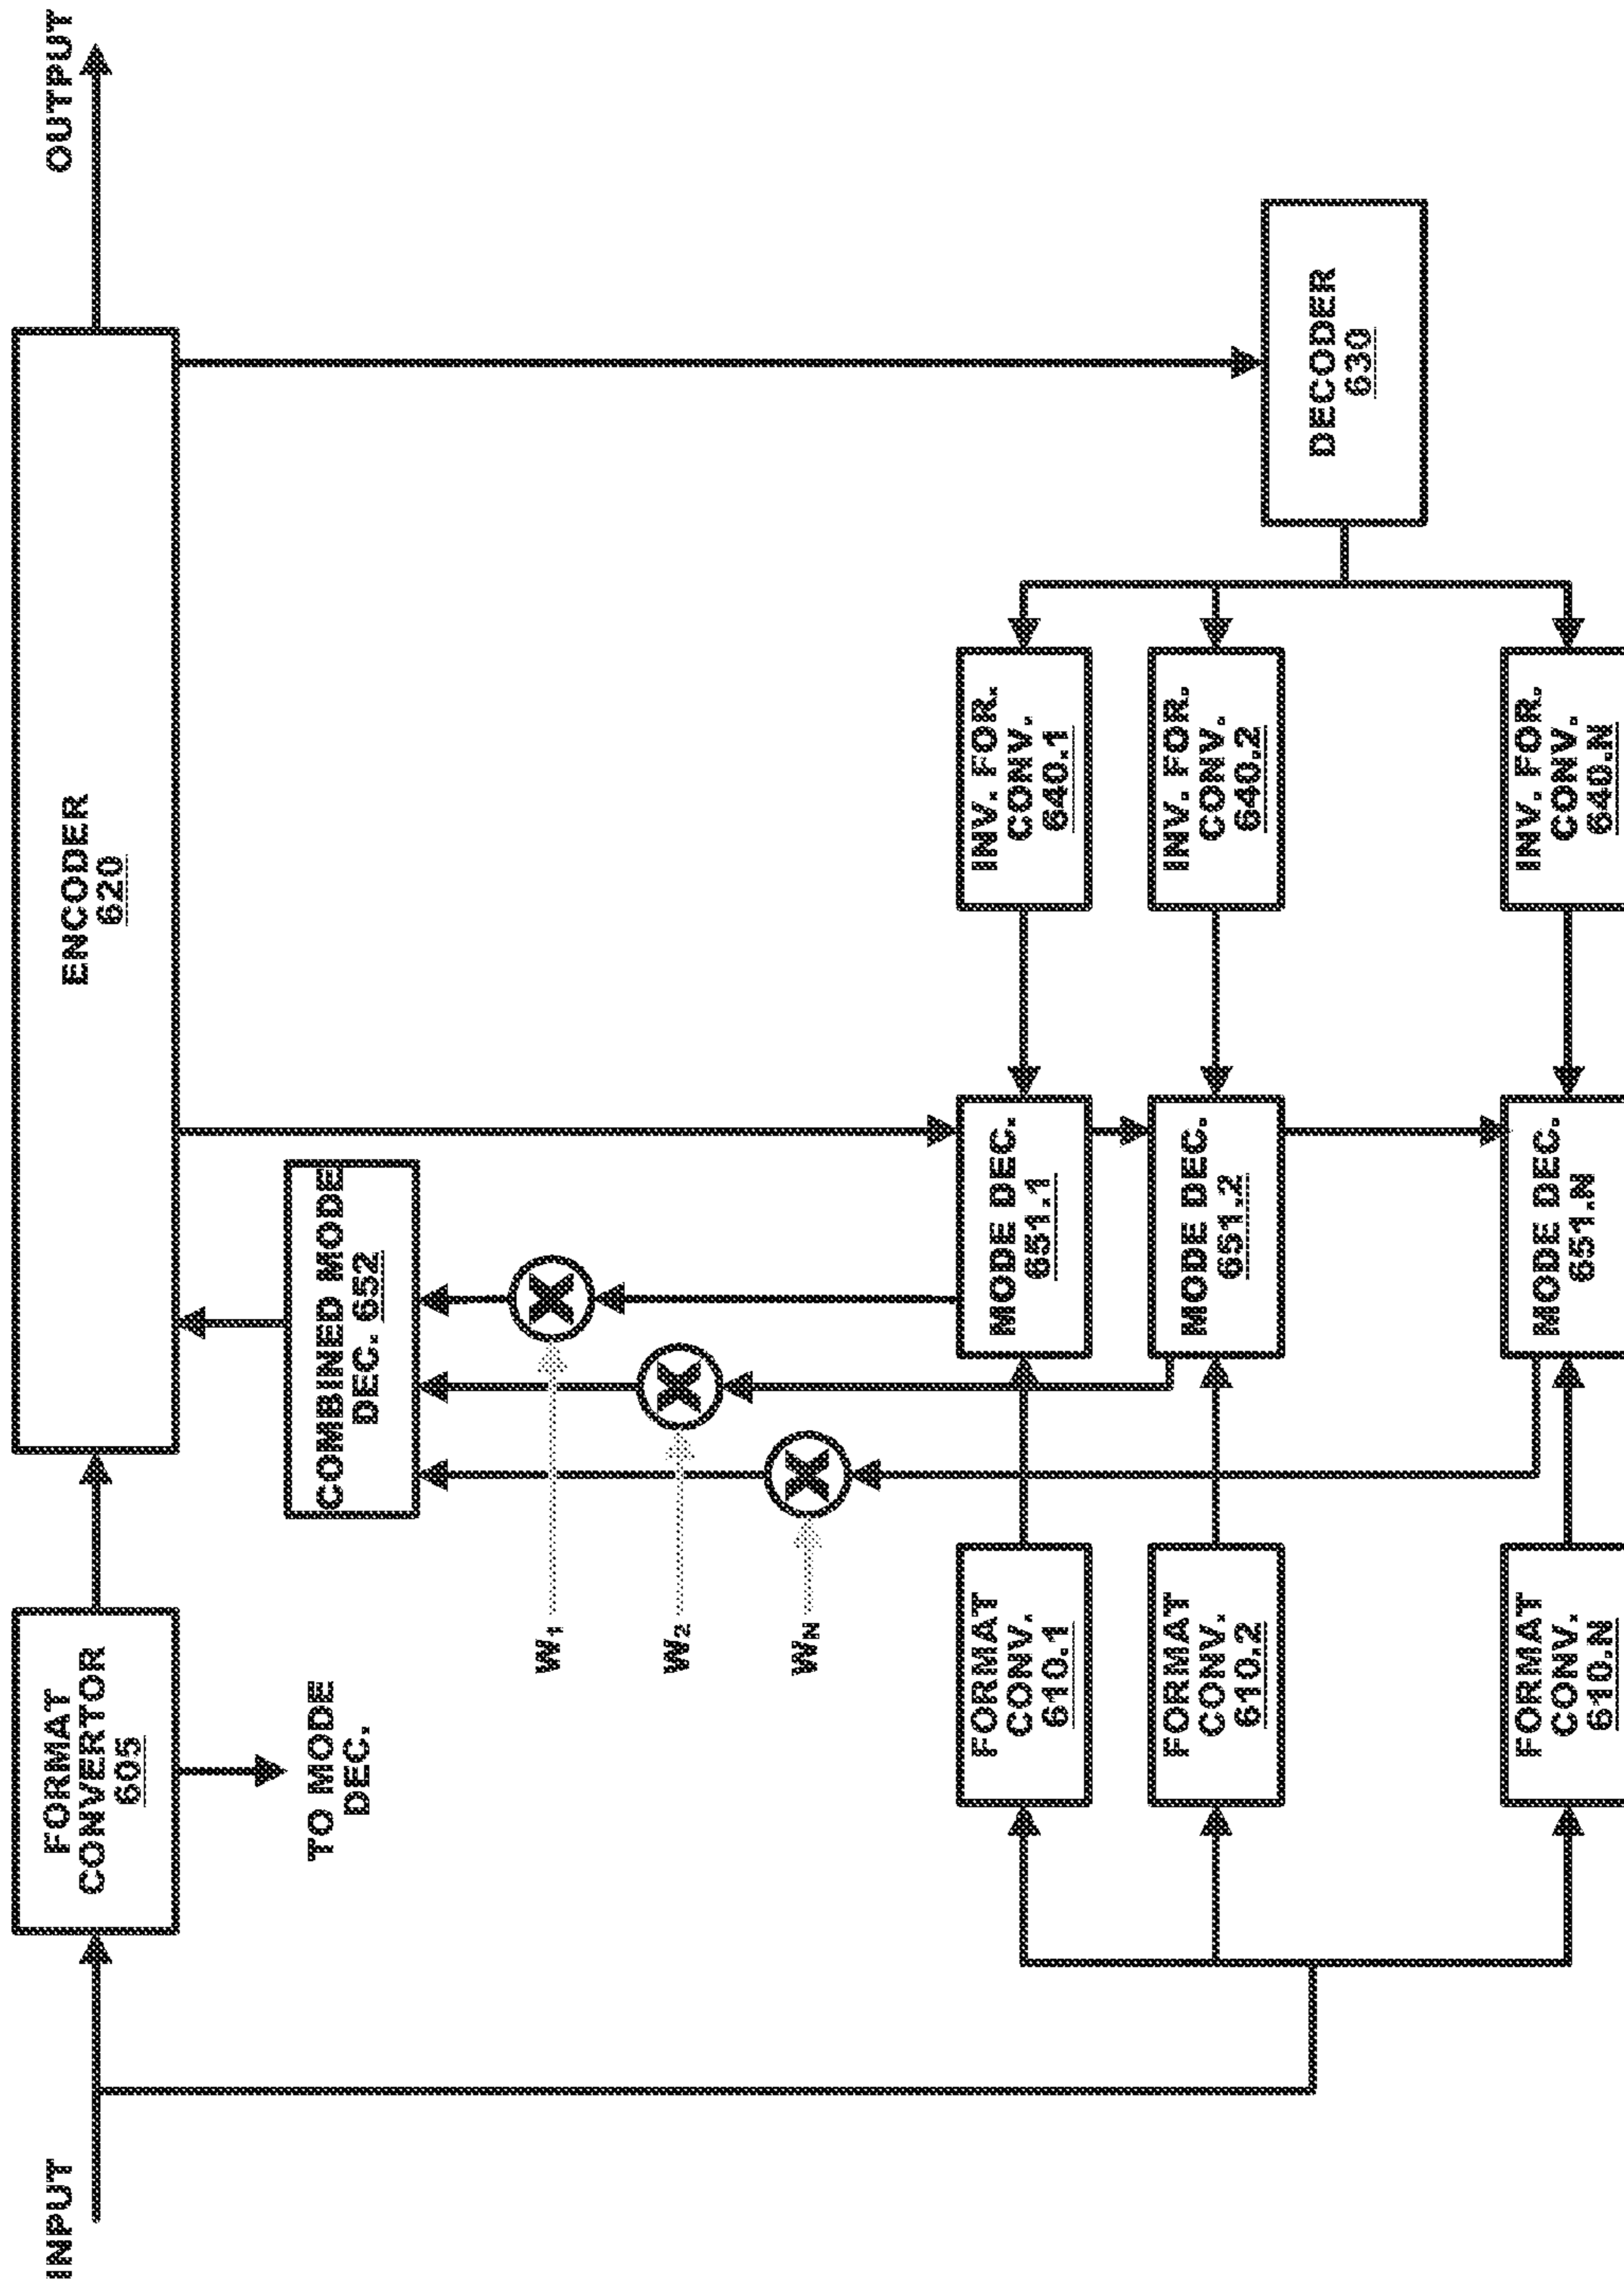 INPUT
FORMAT
CONVERTOR
605
ENCODER
620
OUTPUT
TO MODE
DEC.
COMBINED MODE
DEC. 652
W1
W2
WN
FORMAT
CONV.
610.1
MODE DEC.
651.1
INV. FOR.
CONV.
640.1
FORMAT
CONV.
610.2
MODE DEC.
651.2
INV. FOR.
CONV.
640.2
DECODER
630
FORMAT
CONV.
610.N
MODE DEC.
651.N
INV. FOR.
CONV.
640.N